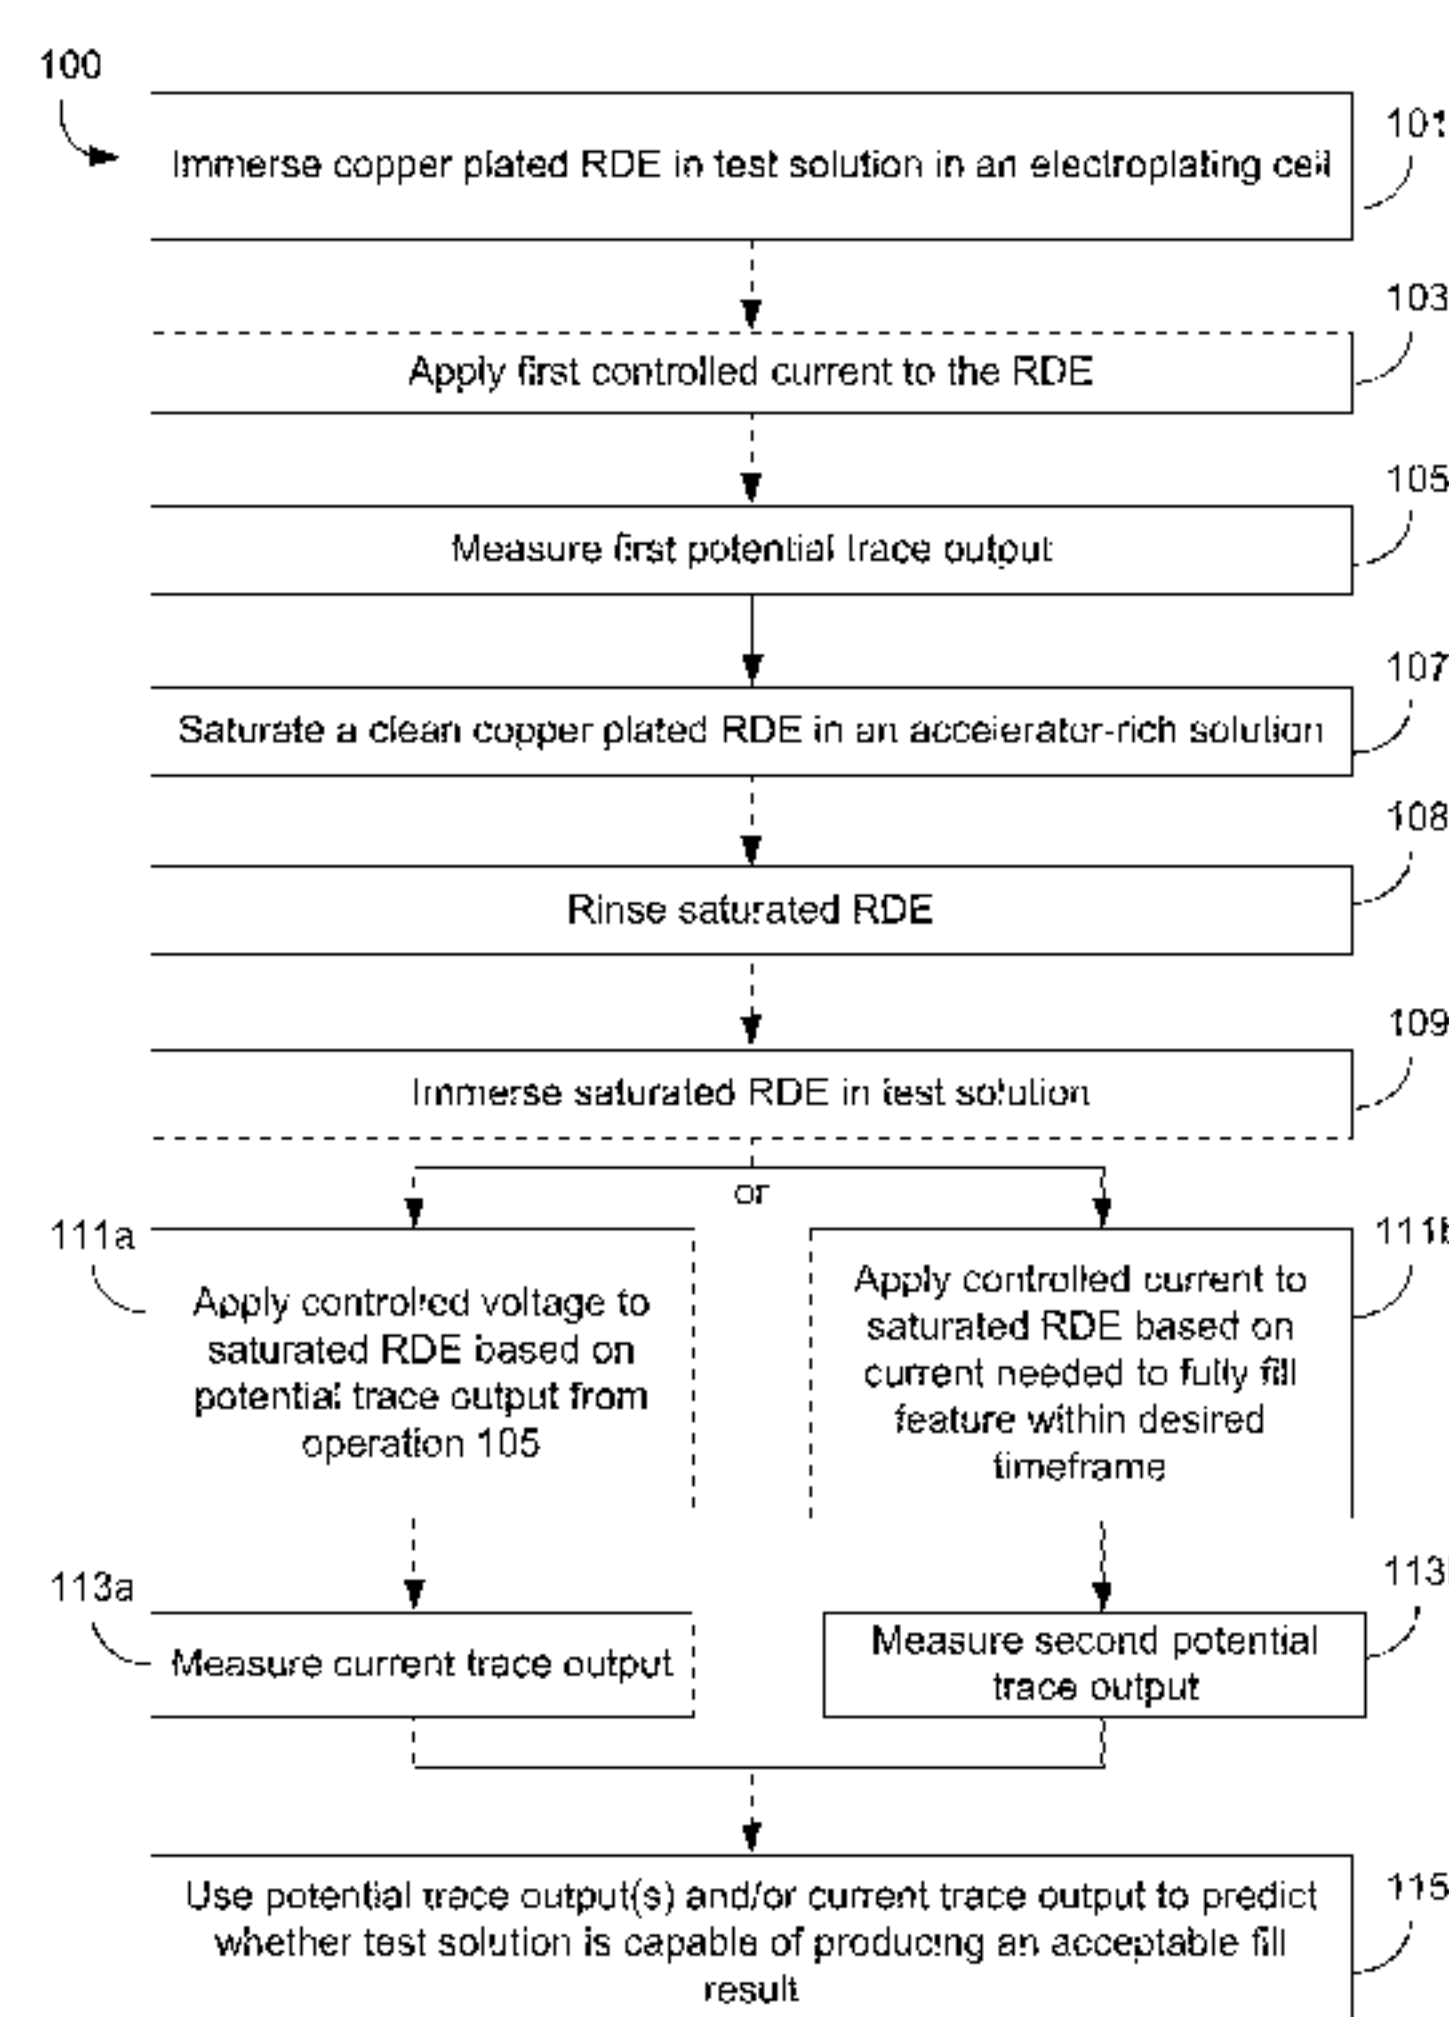 100
101
Immerse copper plated RDE in test solution in an electroplating cell
103
Apply first controlled current to the RDE
105
Measure first potential trace output
107
Saturate a clean copper plated RDE in an accelerator-rich solution
108
Rinse saturated RDE
109
Immerse saturated RDE in test solution
or
111a
Apply controlled voltage to
saturated RDE based on
potential trace output from
operation 105
111b
Apply controlled current to
saturated RDE based on
current needed to fully fill
feature within desired
timeframe
113a
Measure current trace output
113
Measure second potential
trace output
115
Use potential trace output(s) and/or current trace output to predict
whether test solution is capable of producing an acceptable fill
result